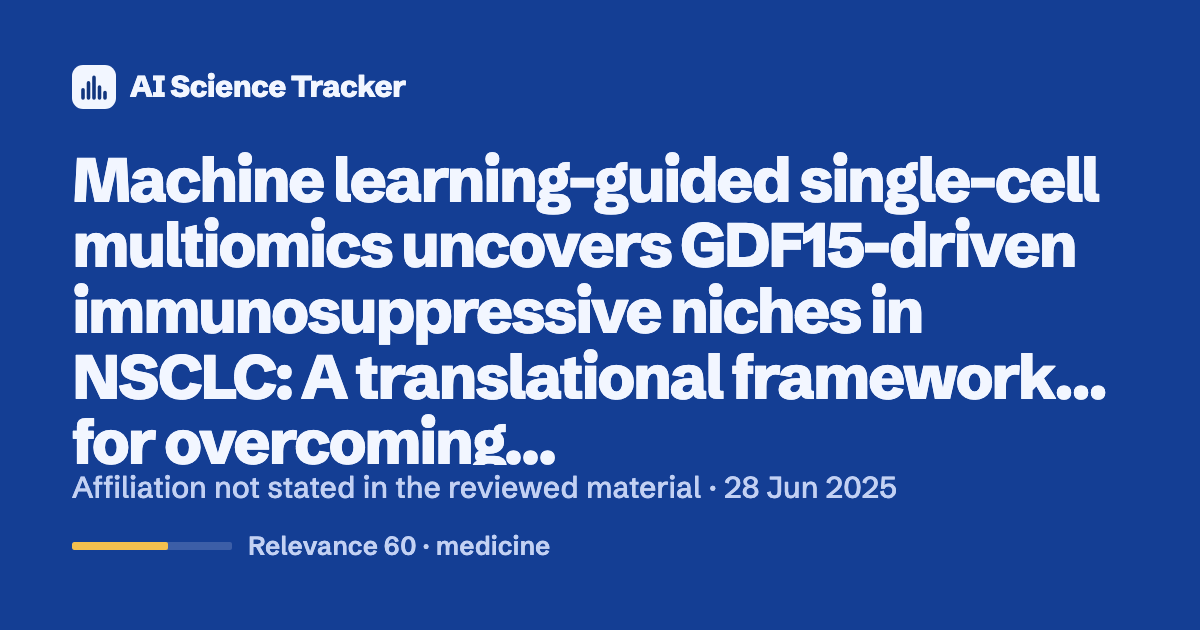 AI Science Tracker
Machine learning-guided single-cell
multiomics uncovers GDF15-driven
immunosuppressive niches in
NSCLC: A translational framework...
for overcoming...
Affiliation not stated in the reviewed material · 28 Jun 2025
Relevance 60 · medicine